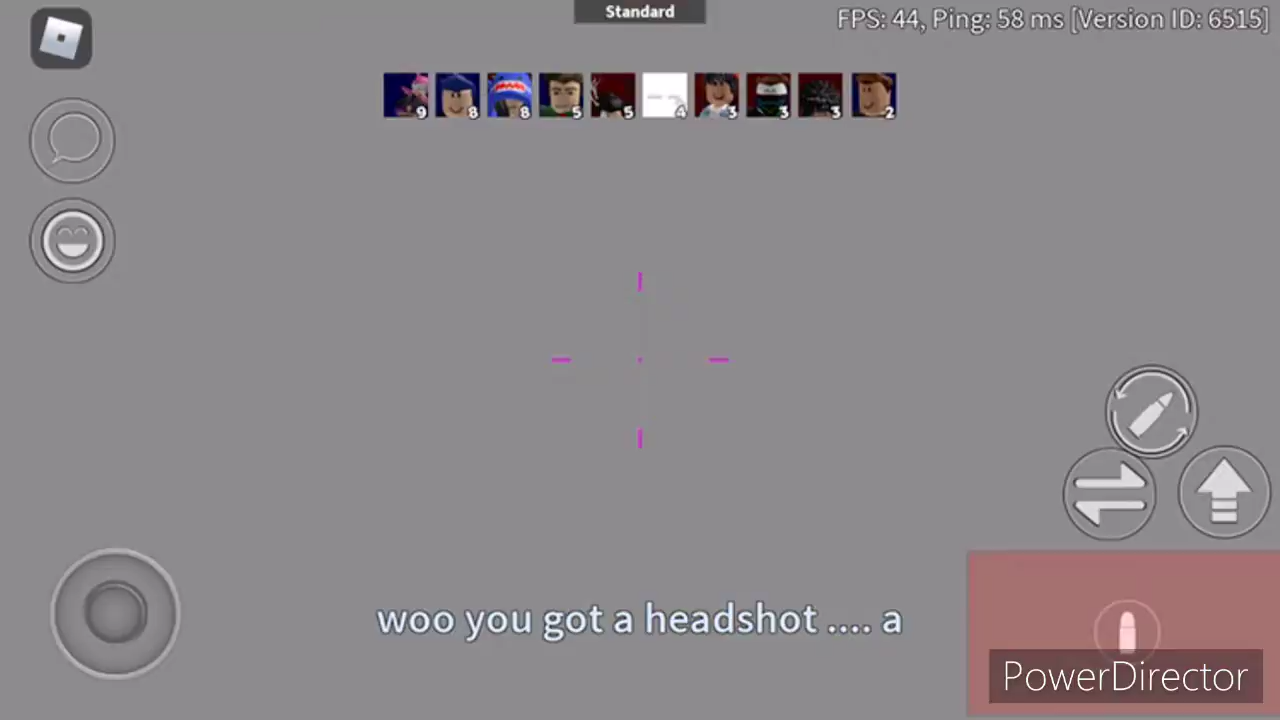 Standard
FPS: 44, Ping: 58 ms [Version ID: 6515]
9 8 8 5 5 4 3 3 3 2
woo you got a headshot .... a
PowerDirector